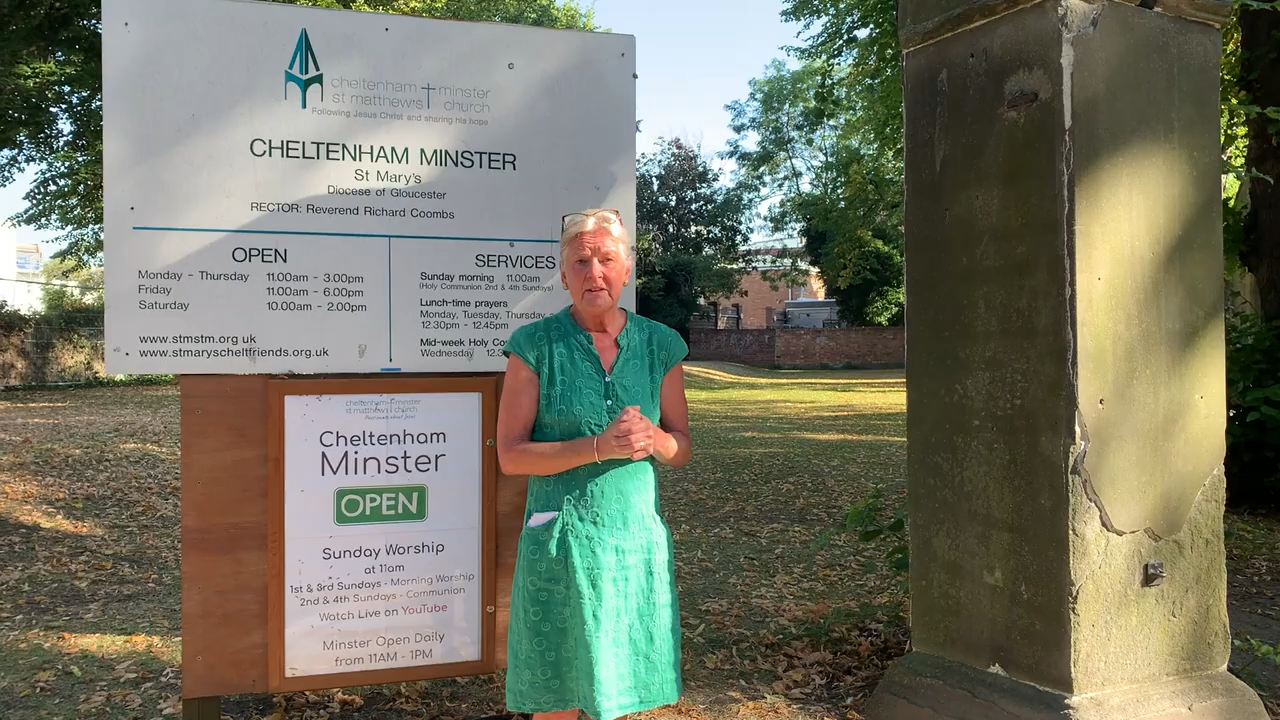 cheltenham minster
st matthew's church
Following Jesus Christ and sharing his hope
CHELTENHAM MINSTER
St Mary's
Diocese of Gloucester
RECTOR: Reverend Richard Coombs
OPEN
Monday - Thursday 11.00am - 3.00pm
Friday 11.00am - 6.00pm
Saturday 10.00am - 2.00pm
www.stmstm.org.uk
www.stmaryscheltfriends.org.uk
SERVICES
Sunday morning 11.00am
(Holy Communion 2nd & 4th Sundays)
Lunch-time prayers
Monday, Tuesday, Thursday
12.30pm - 12.45pm
Mid-week Holy Co
Wednesday 12.3
cheltenham minster
st matthew's church
Cheltenham
Minster
OPEN
Sunday Worship
at 11am
1st & 3rd Sundays - Morning Worship
2nd & 4th Sundays - Communion
Watch Live on YouTube
Minster Open Daily
from 11AM - 1PM